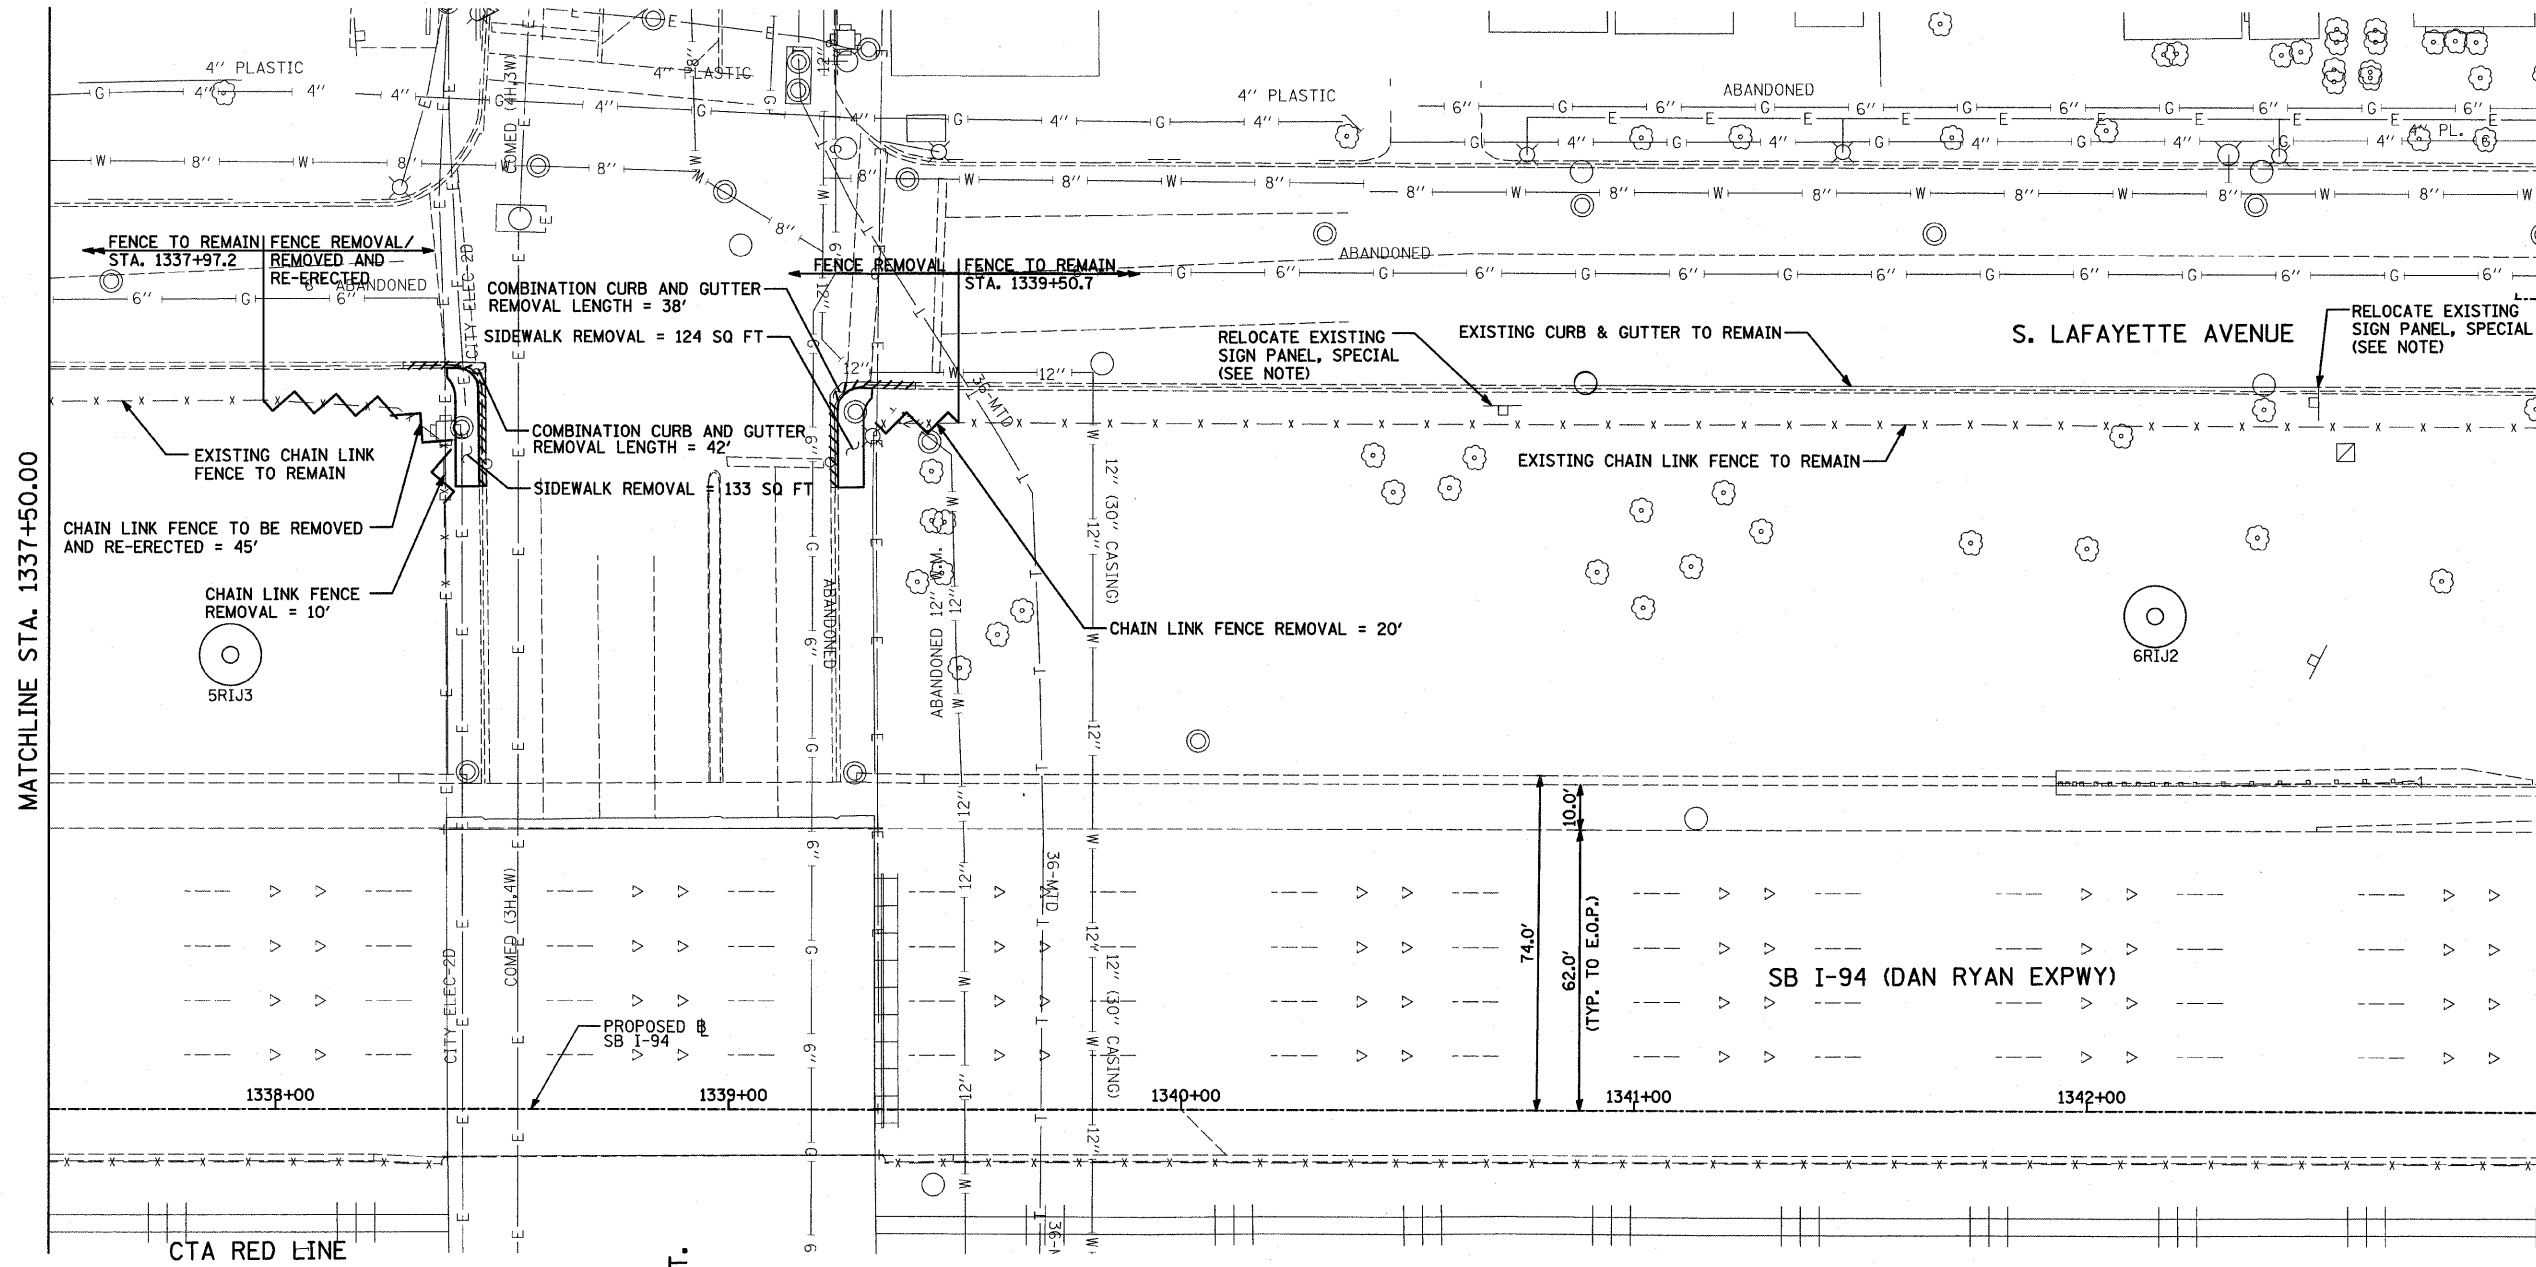 4'' PLASTIC
4'' PLASTIC
4'' PLASTIC
ABANDONED
G 4'' 4'' 4'' G 4'' G 4'' G 4'' G 4''
6'' G 6'' G 6'' G 6'' G 6'' G 6''
E E E E E E E E
G 4'' G 4'' G 4'' G 4'' G 4''
4'' PL.
W 8'' W 8'' W 8'' W
8'' W 8'' W 8''
8'' W 8'' W 8'' W 8'' W 8'' W 8'' W
COMED (4H,3W)
CITY ELEC-2D
FENCE TO REMAIN
STA. 1337+97.2
FENCE REMOVAL/
REMOVED AND
RE-ERECTED
6'' ABANDONED
6'' G 6''
FENCE REMOVAL
FENCE TO REMAIN
STA. 1339+50.7
ABANDONED
G 6'' G 6'' G 6'' G 6'' G 6'' G 6'' G 6''
COMBINATION CURB AND GUTTER
REMOVAL LENGTH = 38'
SIDEWALK REMOVAL = 124 SQ FT
RELOCATE EXISTING
SIGN PANEL, SPECIAL
(SEE NOTE)
EXISTING CURB & GUTTER TO REMAIN
S. LAFAYETTE AVENUE
RELOCATE EXISTING
SIGN PANEL, SPECIAL
(SEE NOTE)
12'' W 12''
36-MTD
EXISTING CHAIN LINK
FENCE TO REMAIN
COMBINATION CURB AND GUTTER
REMOVAL LENGTH = 42'
SIDEWALK REMOVAL = 133 SQ FT
EXISTING CHAIN LINK FENCE TO REMAIN
MATCHLINE STA. 1337+50.00
CHAIN LINK FENCE TO BE REMOVED
AND RE-ERECTED = 45'
CHAIN LINK FENCE
REMOVAL = 10'
CHAIN LINK FENCE REMOVAL = 20'
ABANDONED
ABANDONED 12'' W.M.
12'' (30'' CASING)
5RIJ3
6RIJ2
10.0'
74.0'
62.0'
(TYP. TO E.O.P.)
36-MTD
12'' (30'' CASING)
COMED (3H,4W)
CITY ELEC-2D
SB I-94 (DAN RYAN EXPWY)
PROPOSED BL
SB I-94
1338+00
1339+00
1340+00
1341+00
1342+00
CTA RED LINE
T.